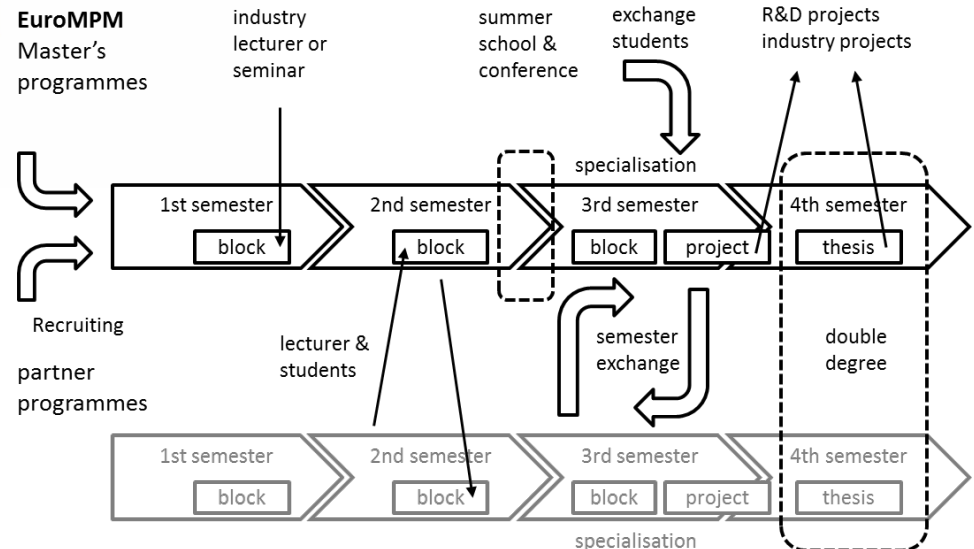 EuroMPM
Master's
programmes
industry
lecturer or
seminar
summer
school &
conference
exchange
students
R&D projects
industry projects
specialisation
1st semester
block
2nd semester
block
3rd semester
block
project
4th semester
thesis
Recruiting
lecturer &
students
semester
exchange
double
degree
partner
programmes
1st semester
block
2nd semester
block
3rd semester
block
project
4th semester
thesis
specialisation